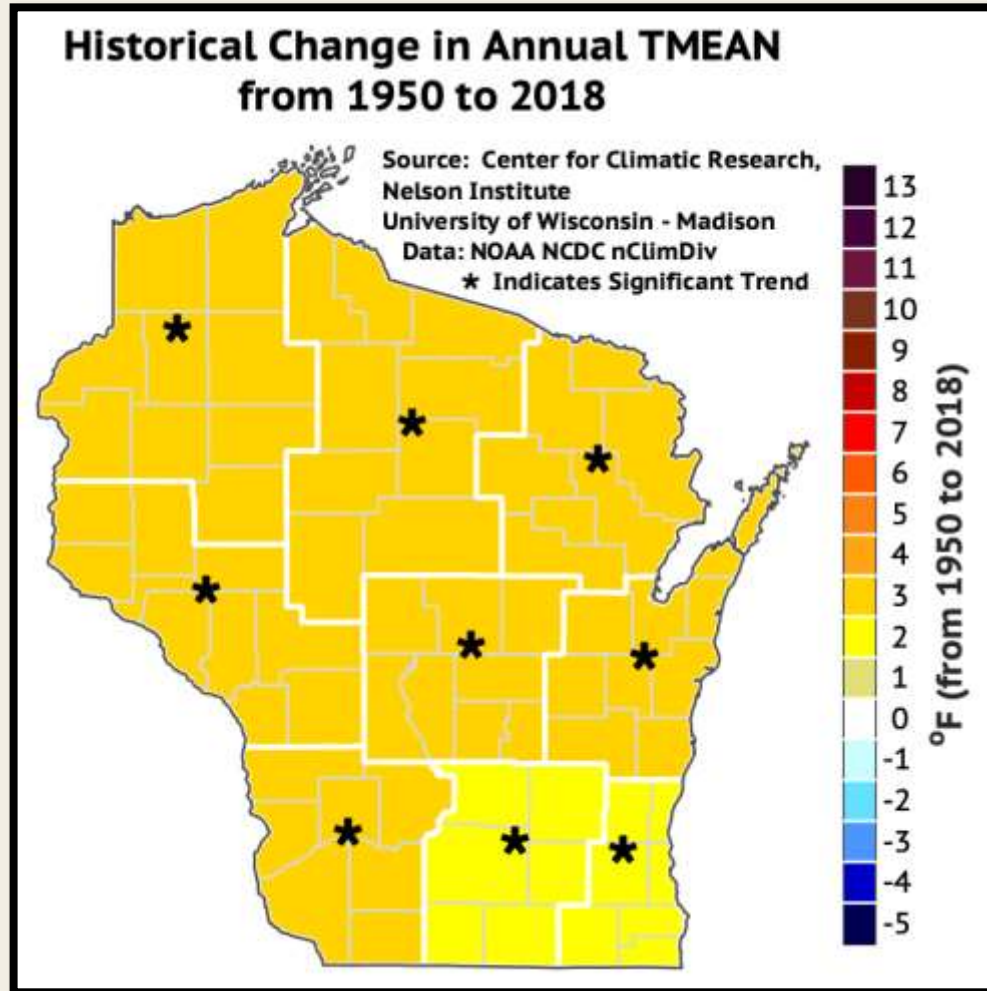 Historical Change in Annual TMEAN
from 1950 to 2018
Source: Center for Climatic Research,
Nelson Institute
University of Wisconsin - Madison
Data: NOAA NCDC nClimDiv
* Indicates Significant Trend
13
12
11
10
9
8
7
6
5
4
3
2
1
0
-1
-2
-3
-4
-5
°F (from 1950 to 2018)